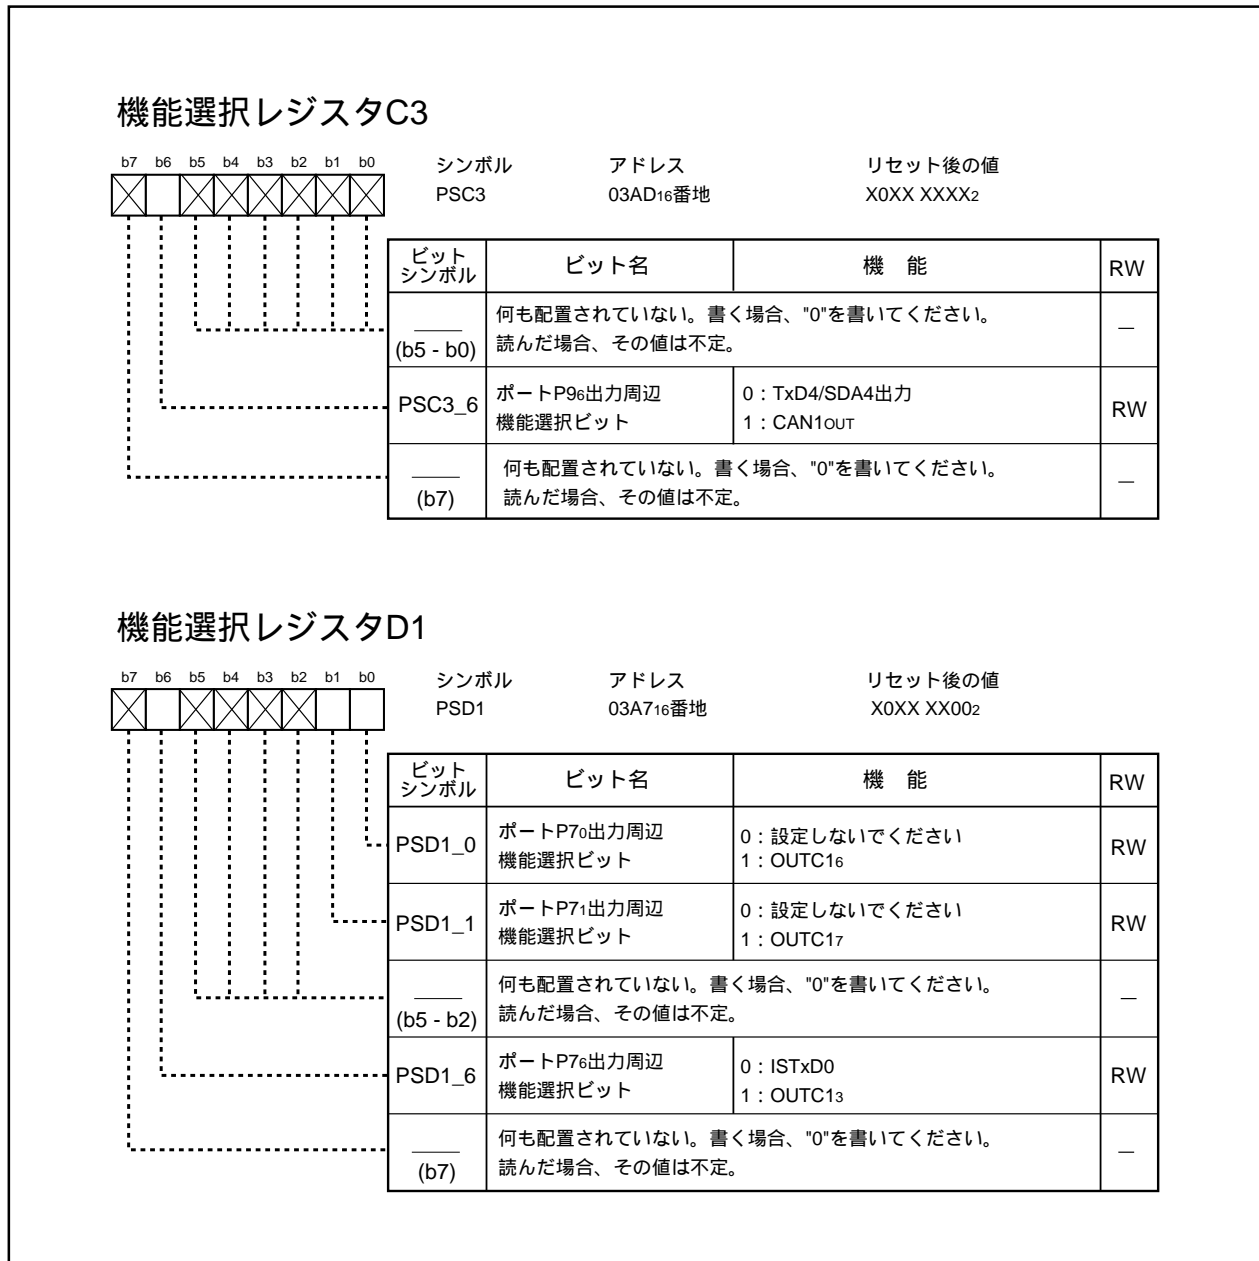 機能選択レジスタC3
b7 b6 b5 b4 b3 b2 b1 b0
シンボル アドレス リセット後の値
PSC3 03AD16番地 X0XX XXXX2
ビット
シンボル ビット名 機 能 RW
(b5 - b0) 何も配置されていない。書く場合、"0"を書いてください。
読んだ場合、その値は不定。 —
PSC3_6 ポートP96出力周辺
機能選択ビット 0：TxD4/SDA4出力
1：CAN1OUT RW
(b7) 何も配置されていない。書く場合、"0"を書いてください。
読んだ場合、その値は不定。 —
機能選択レジスタD1
b7 b6 b5 b4 b3 b2 b1 b0
シンボル アドレス リセット後の値
PSD1 03A716番地 X0XX XX002
ビット
シンボル ビット名 機 能 RW
PSD1_0 ポートP70出力周辺
機能選択ビット 0：設定しないでください
1：OUTC16 RW
PSD1_1 ポートP71出力周辺
機能選択ビット 0：設定しないでください
1：OUTC17 RW
(b5 - b2) 何も配置されていない。書く場合、"0"を書いてください。
読んだ場合、その値は不定。 —
PSD1_6 ポートP76出力周辺
機能選択ビット 0：ISTxD0
1：OUTC13 RW
(b7) 何も配置されていない。書く場合、"0"を書いてください。
読んだ場合、その値は不定。 —